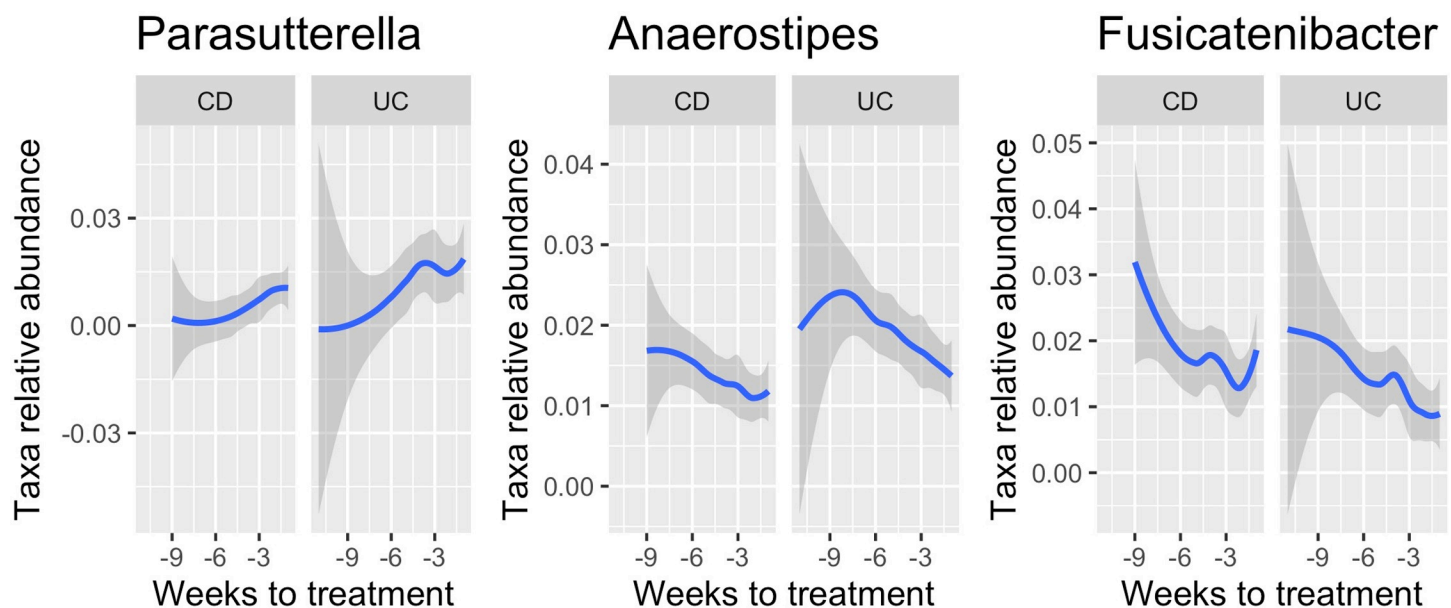 Parasutterella
CD UC
Taxa relative abundance
0.03
0.00
-0.03
-9 -6 -3 -9 -6 -3
Weeks to treatment
Anaerostipes
CD UC
Taxa relative abundance
0.04
0.03
0.02
0.01
0.00
-9 -6 -3 -9 -6 -3
Weeks to treatment
Fusicatenibacter
CD UC
Taxa relative abundance
0.05
0.04
0.03
0.02
0.01
0.00
-9 -6 -3 -9 -6 -3
Weeks to treatment